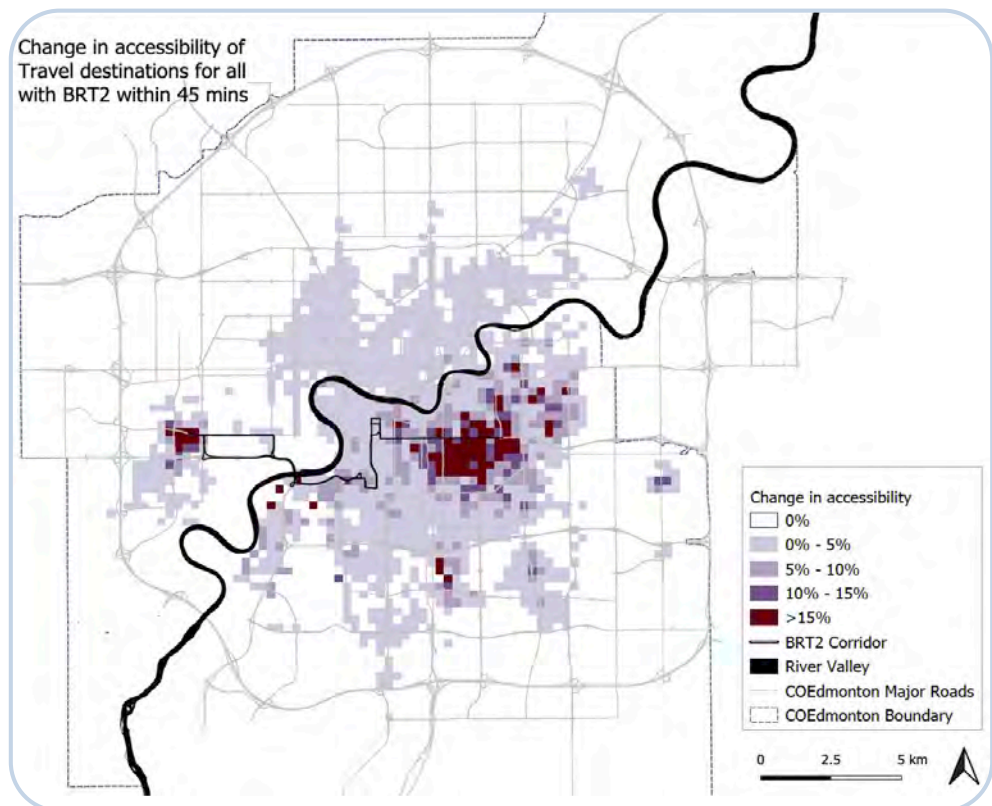 Change in accessibility of
Travel destinations for all
with BRT2 within 45 mins
Change in accessibility
0%
0% - 5%
5% - 10%
10% - 15%
>15%
BRT2 Corridor
River Valley
COEdmonton Major Roads
COEdmonton Boundary
0 2.5 5 km